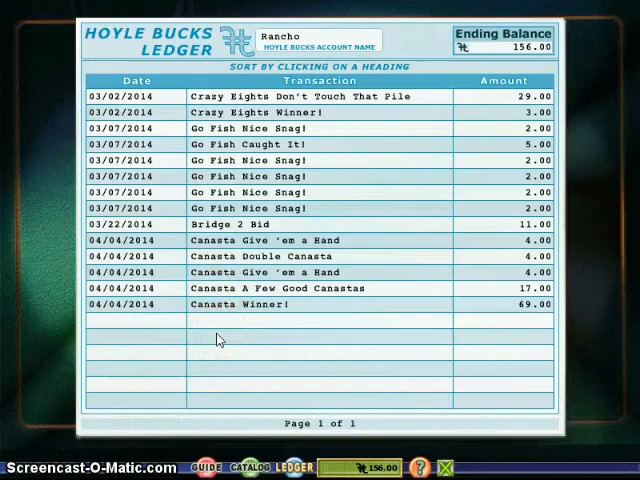 HOYLE BUCKS
LEDGER
Rancho
HOYLE BUCKS ACCOUNT NAME
Ending Balance
156.00
SORT BY CLICKING ON A HEADING
Date Transaction Amount
03/02/2014 Crazy Eights Don't Touch That Pile 29.00
03/02/2014 Crazy Eights Winner! 3.00
03/07/2014 Go Fish Nice Snag! 2.00
03/07/2014 Go Fish Caught It! 5.00
03/07/2014 Go Fish Nice Snag! 2.00
03/07/2014 Go Fish Nice Snag! 2.00
03/07/2014 Go Fish Nice Snag! 2.00
03/07/2014 Go Fish Nice Snag! 2.00
03/22/2014 Bridge 2 Bid 11.00
04/04/2014 Canasta Give 'em a Hand 4.00
04/04/2014 Canasta Double Canasta 4.00
04/04/2014 Canasta Give 'em a Hand 4.00
04/04/2014 Canasta A Few Good Canastas 17.00
04/04/2014 Canasta Winner! 69.00
Page 1 of 1
Screencast-O-Matic.com GUIDE CATALOG LEDGER 156.00 ?